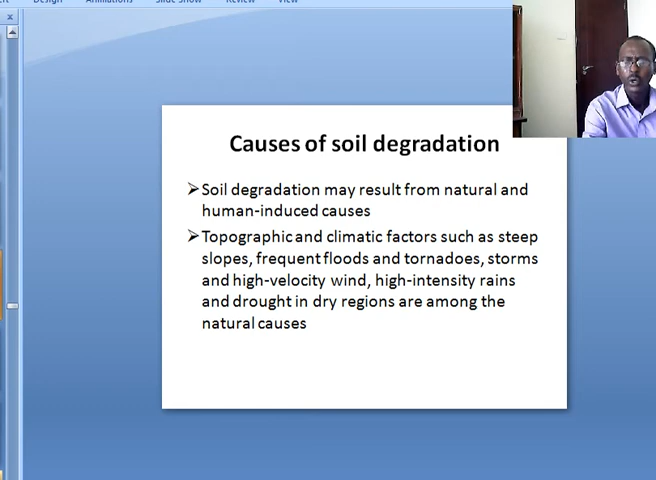 Design Animations Slide Show Review View
Causes of soil degradation
➢Soil degradation may result from natural and
human-induced causes
➢Topographic and climatic factors such as steep
slopes, frequent floods and tornadoes, storms
and high-velocity wind, high-intensity rains
and drought in dry regions are among the
natural causes